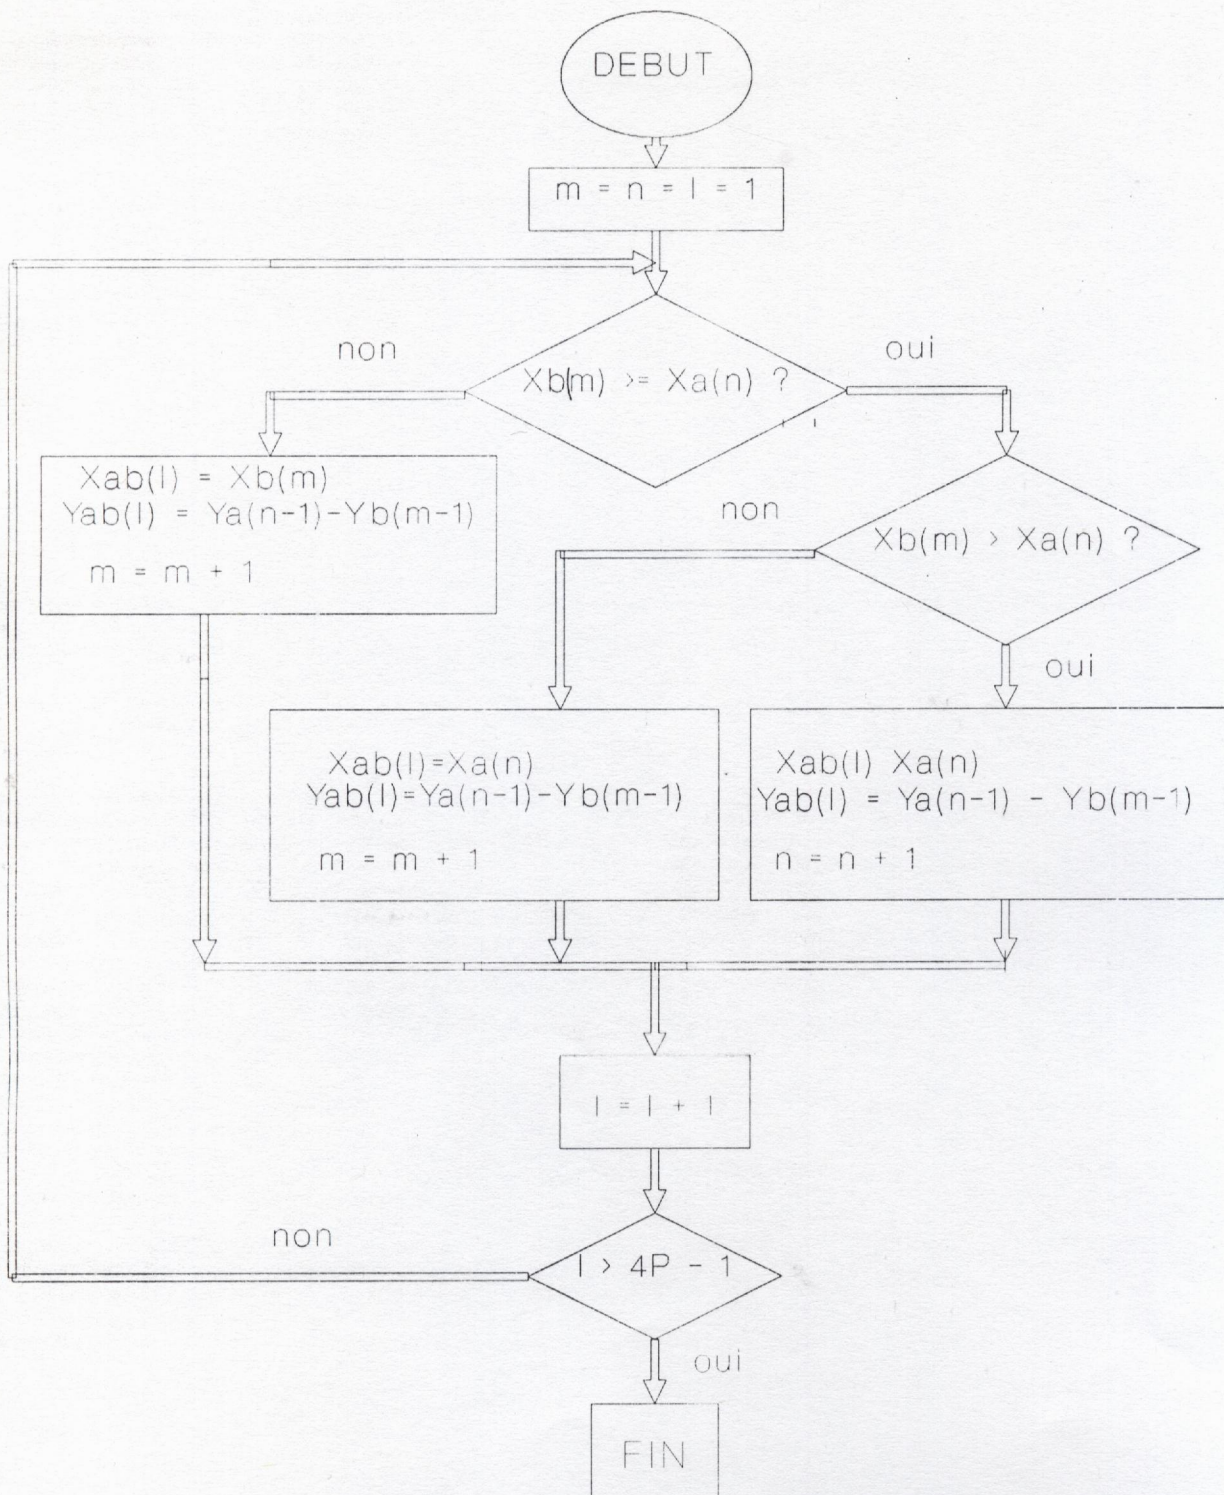 DEBUT
m = n = l = 1
non
oui
Xb(m) >= Xa(n) ?
Xab(l) = Xb(m)
Yab(l) = Ya(n-1)-Yb(m-1)
m = m + 1
non
Xb(m) > Xa(n) ?
oui
Xab(l)=Xa(n)
Yab(l)=Ya(n-1)-Yb(m-1)
m = m + 1
Xab(l) Xa(n)
Yab(l) = Ya(n-1) - Yb(m-1)
n = n + 1
l = l + 1
non
l > 4P - 1
oui
FIN